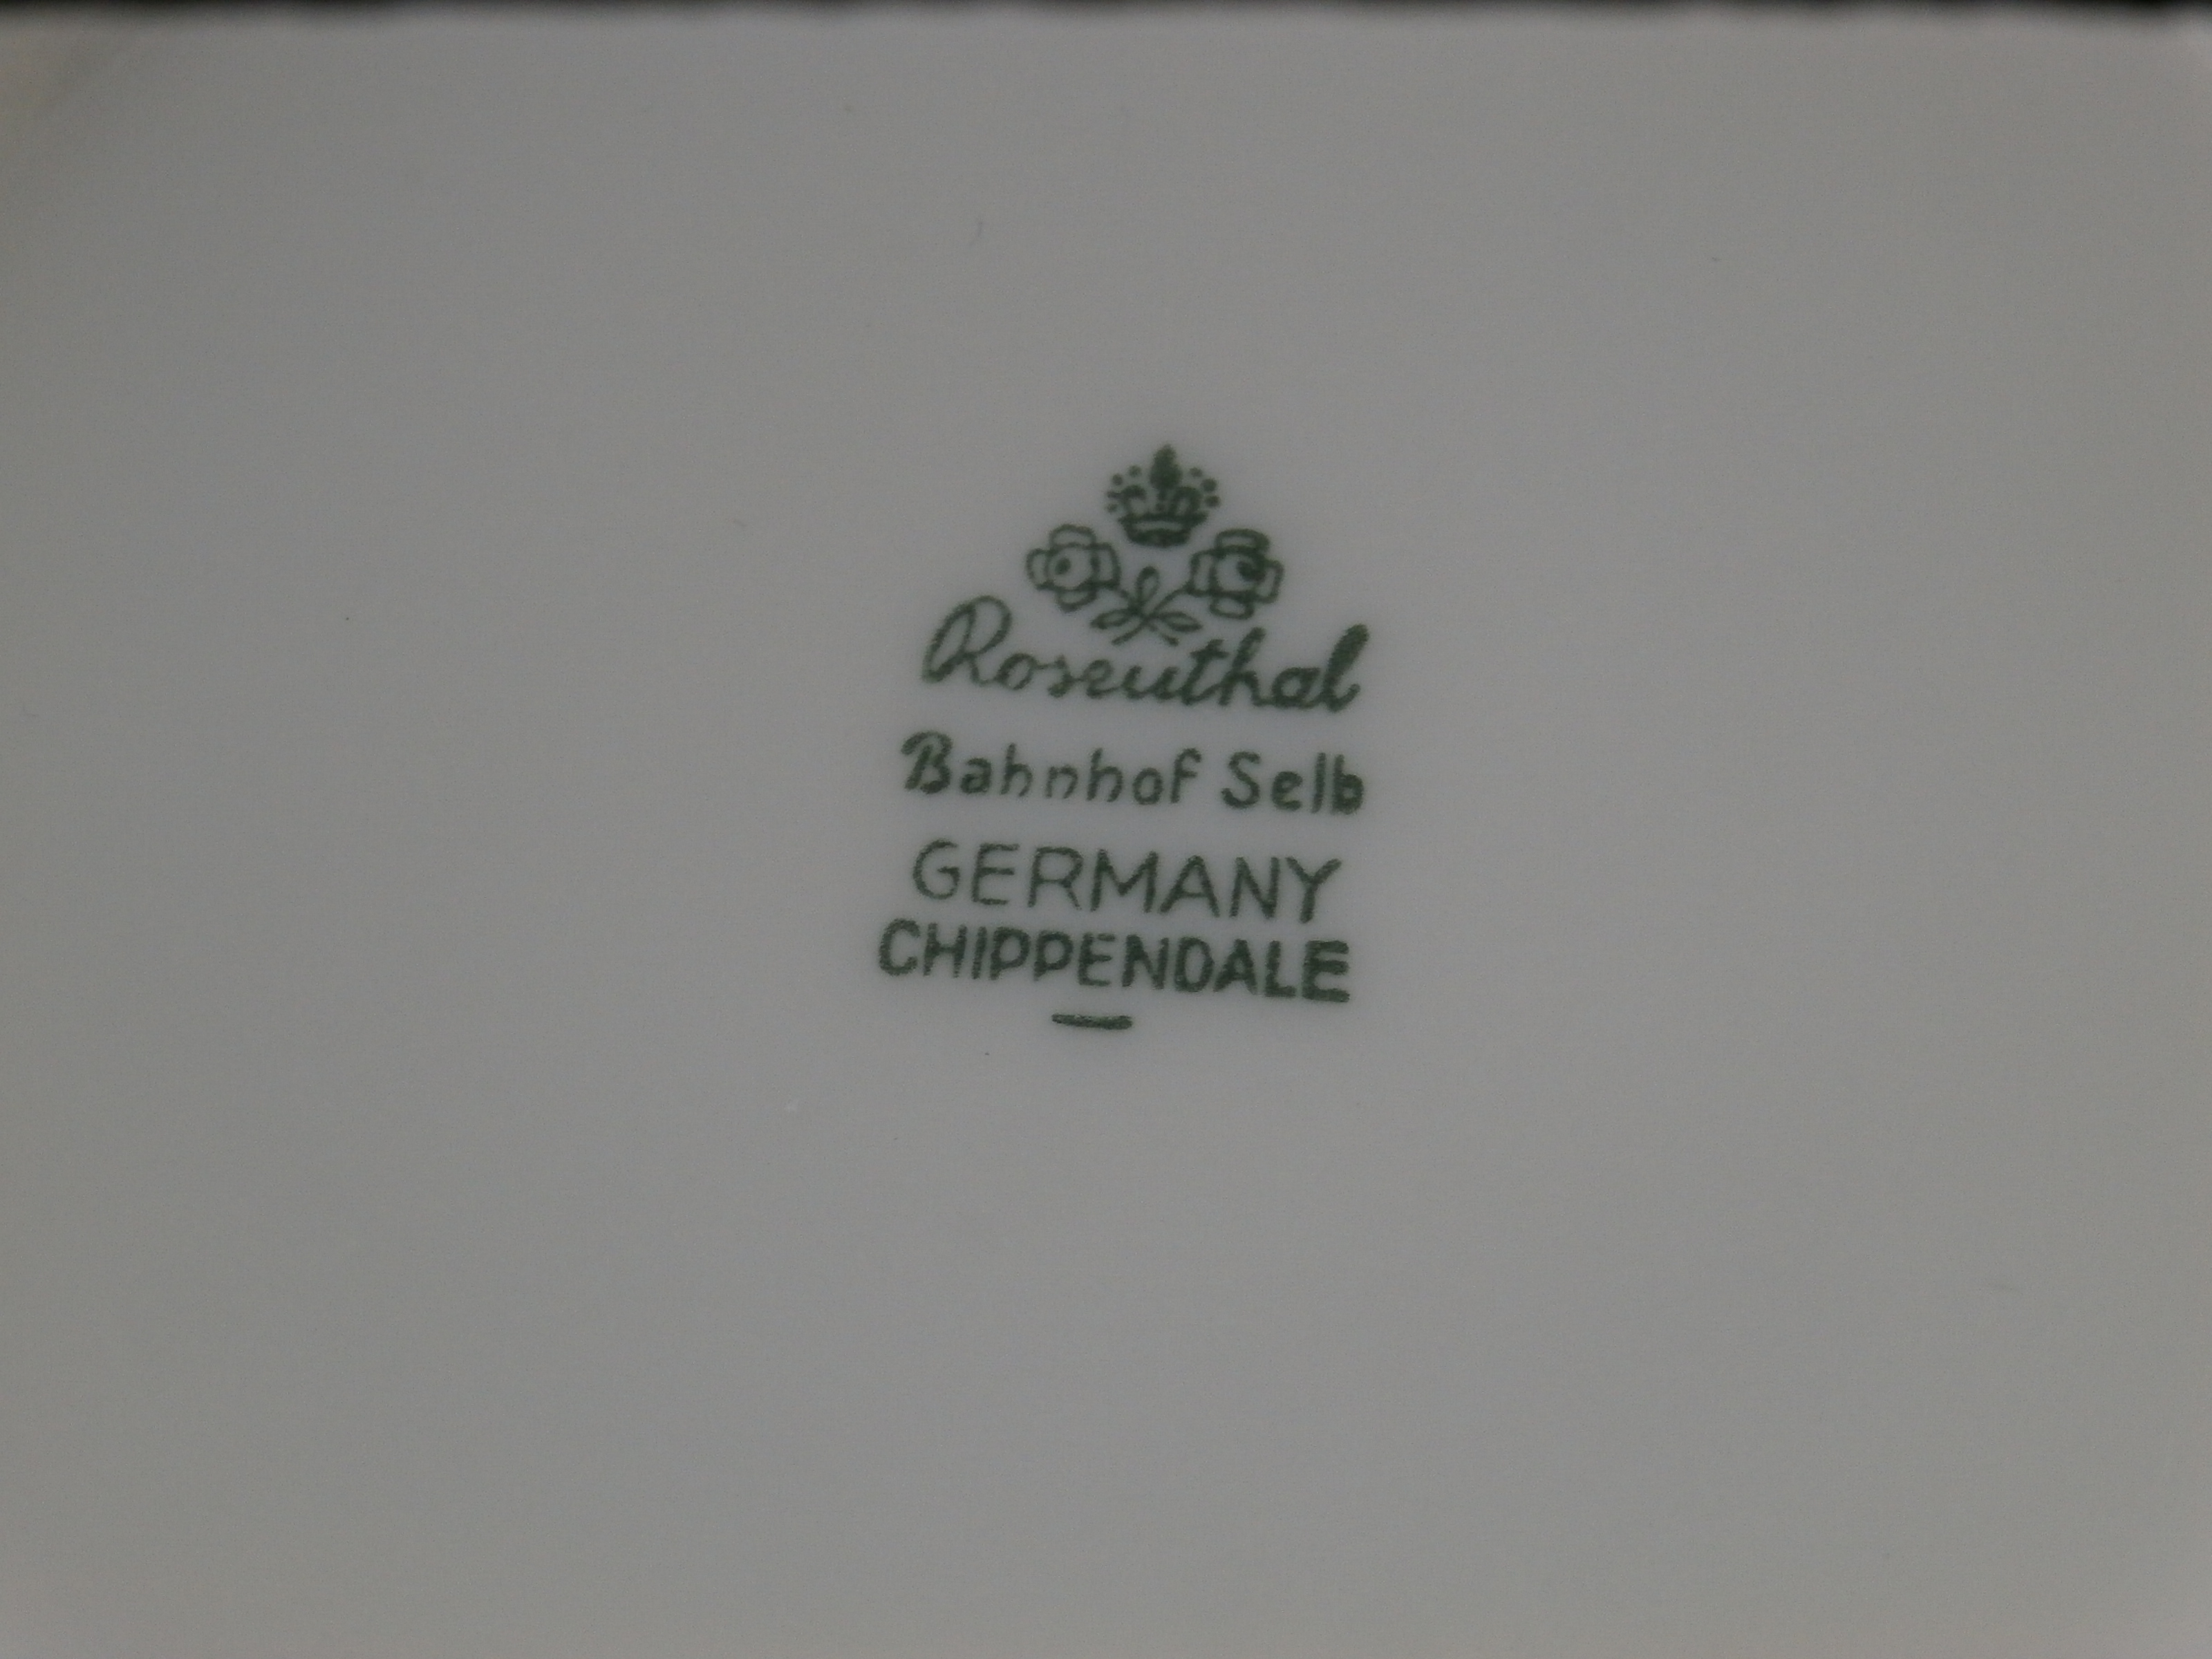 Rosenthal
Bahnhof Selb
GERMANY
CHIPPENDALE